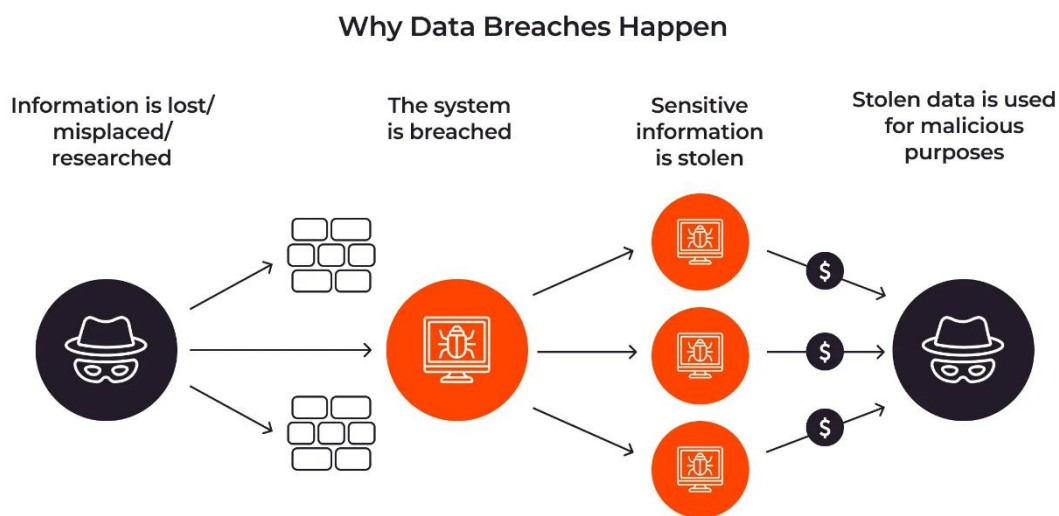 Why Data Breaches Happen
Information is lost/
misplaced/
researched
The system
is breached
Sensitive
information
is stolen
Stolen data is used
for malicious
purposes
$
$
$